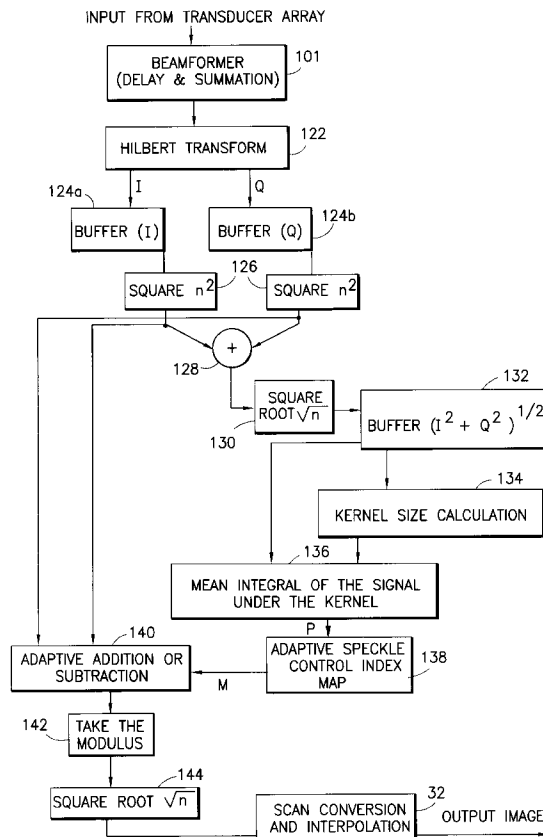 INPUT FROM TRANSDUCER ARRAY
BEAMFORMER
(DELAY & SUMMATION)
101
HILBERT TRANSFORM
122
I
Q
124a
BUFFER (I)
BUFFER (Q)
124b
126
SQUARE n²
SQUARE n²
+
128
SQUARE
ROOT √n
130
132
BUFFER (I² + Q²)^1/2
134
KERNEL SIZE CALCULATION
136
MEAN INTEGRAL OF THE SIGNAL
UNDER THE KERNEL
P
140
ADAPTIVE ADDITION OR
SUBTRACTION
M
ADAPTIVE SPECKLE
CONTROL INDEX
MAP
138
142
TAKE THE
MODULUS
144
SQUARE ROOT √n
32
SCAN CONVERSION
AND INTERPOLATION
OUTPUT IMAGE